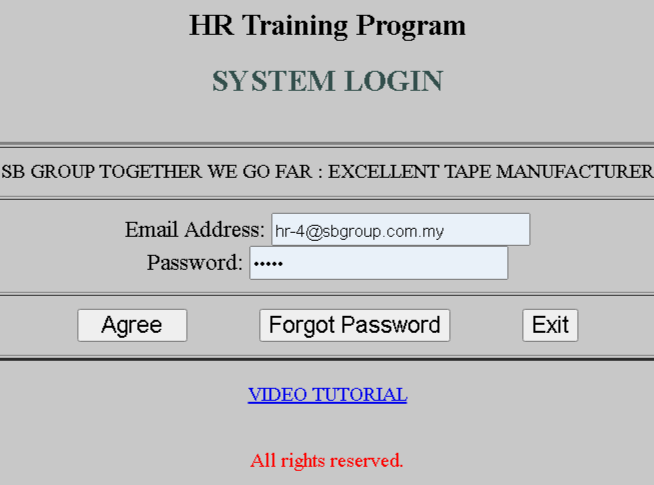 HR Training Program
SYSTEM LOGIN
SB GROUP TOGETHER WE GO FAR : EXCELLENT TAPE MANUFACTURER
Email Address: hr-4@sbgroup.com.my
Password: •••••
Agree Forgot Password Exit
VIDEO TUTORIAL
All rights reserved.